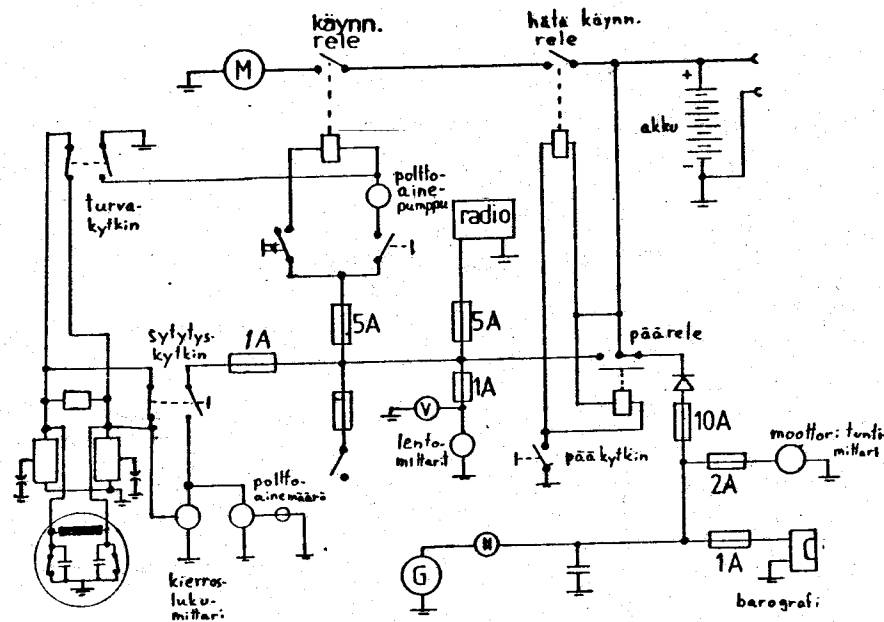 käynn.
rele
hätä käynn.
rele
M
+
akku
-
poltto-
aine-
pumppu
radio
turva-
kytkin
5A
5A
päärele
sytytys-
kytkin
1A
1A
V
10A
lento-
mittarit
pääkytkin
moottori tunti
mittari
2A
poltto-
ainemäärä
G
1A
kierros-
luku-
mittari
barografi